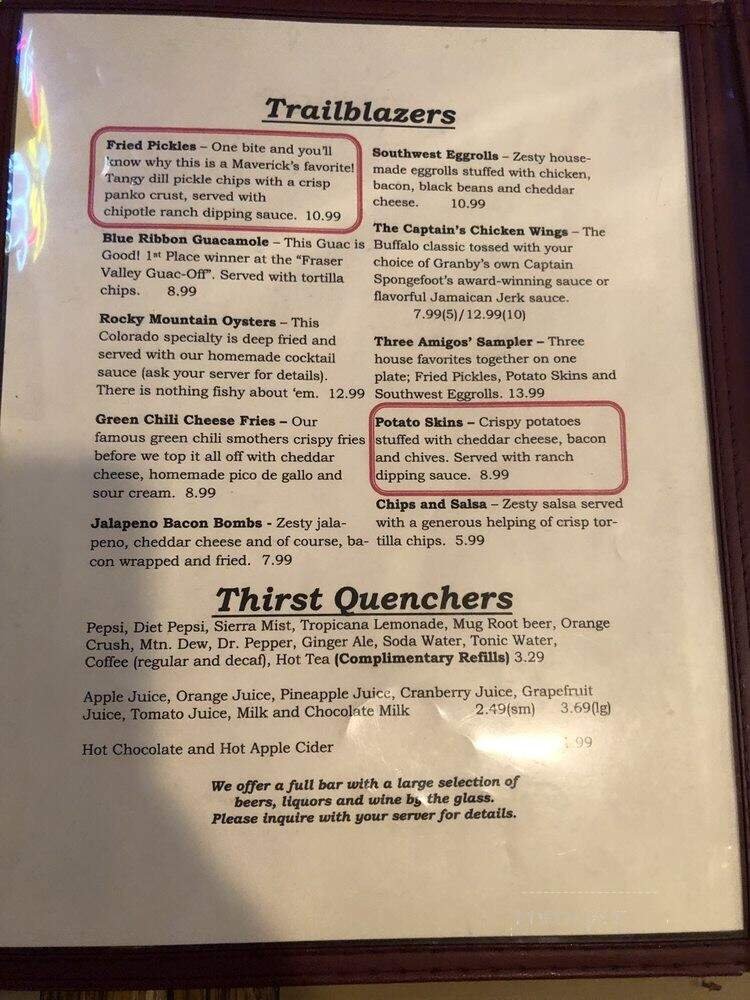 Trailblazers
Fried Pickles – One bite and you'll
know why this is a Maverick's favorite!
Tangy dill pickle chips with a crisp
panko crust, served with
chipotle ranch dipping sauce. 10.99
Blue Ribbon Guacamole – This Guac is
Good! 1st Place winner at the "Fraser
Valley Guac-Off". Served with tortilla
chips. 8.99
Rocky Mountain Oysters – This
Colorado specialty is deep fried and
served with our homemade cocktail
sauce (ask your server for details).
There is nothing fishy about 'em. 12.99
Green Chili Cheese Fries – Our
famous green chili smothers crispy fries
before we top it all off with cheddar
cheese, homemade pico de gallo and
sour cream. 8.99
Jalapeno Bacon Bombs - Zesty jala-
peno, cheddar cheese and of course, ba-
con wrapped and fried. 7.99
Southwest Eggrolls – Zesty house-
made eggrolls stuffed with chicken,
bacon, black beans and cheddar
cheese. 10.99
The Captain's Chicken Wings – The
Buffalo classic tossed with your
choice of Granby's own Captain
Spongefoot's award-winning sauce or
flavorful Jamaican Jerk sauce.
7.99(5)/12.99(10)
Three Amigos' Sampler – Three
house favorites together on one
plate; Fried Pickles, Potato Skins and
Southwest Eggrolls. 13.99
Potato Skins – Crispy potatoes
stuffed with cheddar cheese, bacon
and chives. Served with ranch
dipping sauce. 8.99
Chips and Salsa – Zesty salsa served
with a generous helping of crisp tor-
tilla chips. 5.99
Thirst Quenchers
Pepsi, Diet Pepsi, Sierra Mist, Tropicana Lemonade, Mug Root beer, Orange
Crush, Mtn. Dew, Dr. Pepper, Ginger Ale, Soda Water, Tonic Water,
Coffee (regular and decaf), Hot Tea (Complimentary Refills) 3.29
Apple Juice, Orange Juice, Pineapple Juice, Cranberry Juice, Grapefruit
Juice, Tomato Juice, Milk and Chocolate Milk 2.49(sm) 3.69(lg)
Hot Chocolate and Hot Apple Cider
We offer a full bar with a large selection of
beers, liquors and wine by the glass.
Please inquire with your server for details.